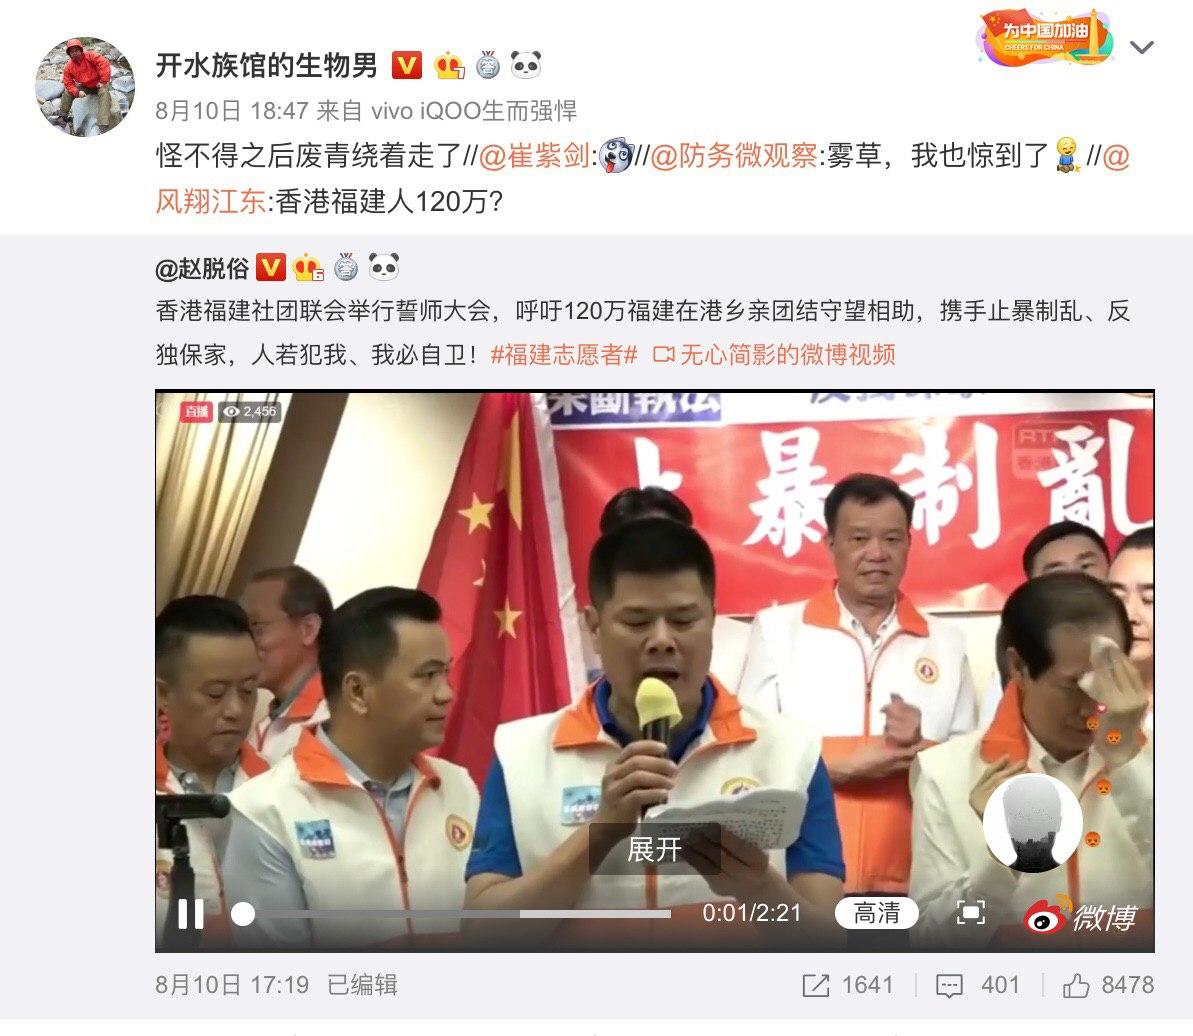 开水族馆的生物男
为中国加油
CHEERS FOR CHINA
8月10日 18:47 来自 vivo iQOO生而强悍
怪不得之后废青绕着走了//@崔紫剑://@防务微观察:雾草，我也惊到了//@
风翔江东:香港福建人120万?
@赵脱俗
香港福建社团联会举行誓师大会，呼吁120万福建在港乡亲团结守望相助，携手止暴制乱、反
独保家，人若犯我、我必自卫！#福建志愿者# 无心简影的微博视频
直播 2,456
果斷執法
止暴制亂
展开
0:01/2:21 高清 微博
8月10日 17:19 已编辑 1641 401 8478